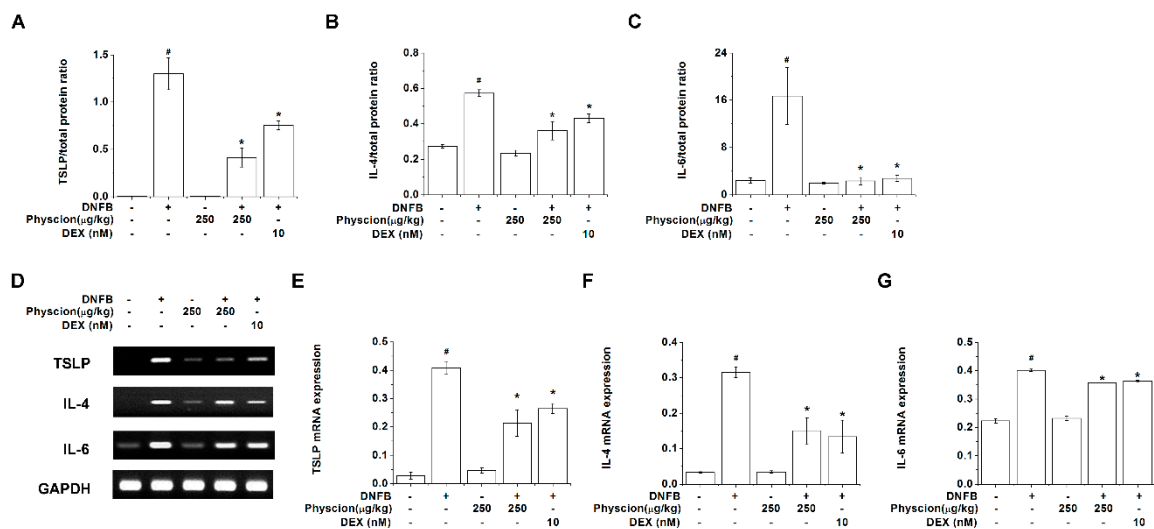 A
TSLP/total protein ratio
1.5
1.0
0.5
0.0
#
*
*
DNFB - + - + +
Physcion(μg/kg) - - 250 250 -
DEX (nM) - - - - 10
B
IL-4/total protein ratio
0.8
0.6
0.4
0.2
0.0
#
*
*
DNFB - + - + +
Physcion(μg/kg) - - 250 250 -
DEX (nM) - - - - 10
C
IL-6/total protein ratio
24
16
8
0
#
*
*
DNFB - + - + +
Physcion(μg/kg) - - 250 250 -
DEX (nM) - - - - 10
D
DNFB - + - + +
Physcion(μg/kg) - - 250 250 -
DEX (nM) - - - - 10
TSLP
IL-4
IL-6
GAPDH
E
TSLP mRNA expression
0.5
0.4
0.3
0.2
0.1
0.0
#
*
*
DNFB - + - + +
Physcion(μg/kg) - - 250 250 -
DEX (nM) - - - - 10
F
IL-4 mRNA expression
0.4
0.3
0.2
0.1
0.0
#
*
*
DNFB - + - + +
Physcion(μg/kg) - - 250 250 -
DEX (nM) - - - - 10
G
IL-6 mRNA expression
0.5
0.4
0.3
0.2
0.1
0.0
#
*
*
DNFB - + - + +
Physcion(μg/kg) - - 250 250 -
DEX (nM) - - - - 10